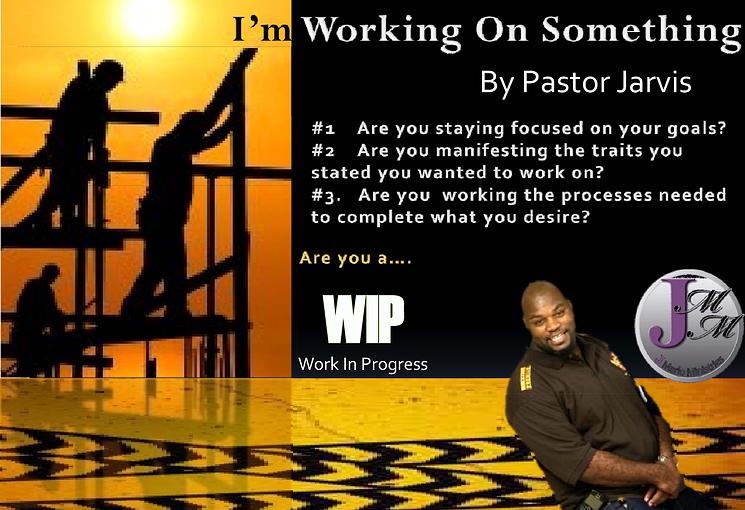 I'm Working On Something
By Pastor Jarvis
#1 Are you staying focused on your goals?
#2 Are you manifesting the traits you
stated you wanted to work on?
#3. Are you working the processes needed
to complete what you desire?
Are you a....
WIP
Work In Progress
J.M
M